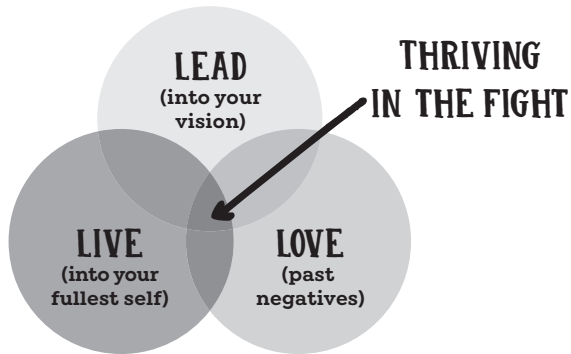 LEAD
(into your
vision)
THRIVING
IN THE FIGHT
LIVE
(into your
fullest self)
LOVE
(past
negatives)